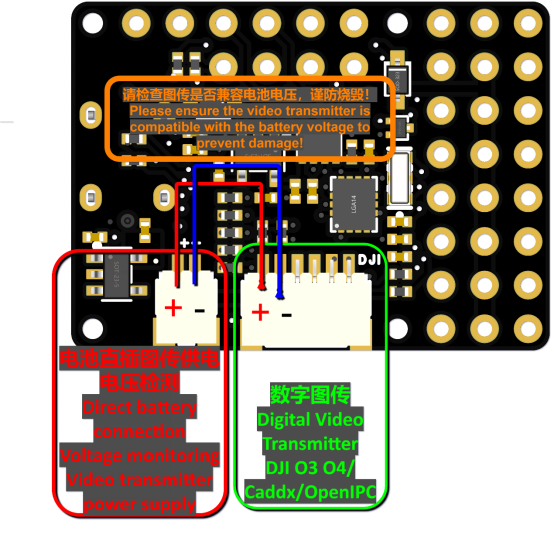 请检查图传是否兼容电池电压，谨防烧毁！
Please ensure the video transmitter is
compatible with the battery voltage to
prevent damage!
LGA14
+ -
DJI
+ -
+ -
电池直插图传供电
电压检测
Direct battery
connection
Voltage monitoring
Video transmitter
power supply
数字图传
Digital Video
Transmitter
DJI O3 O4/
Caddx/OpenIPC